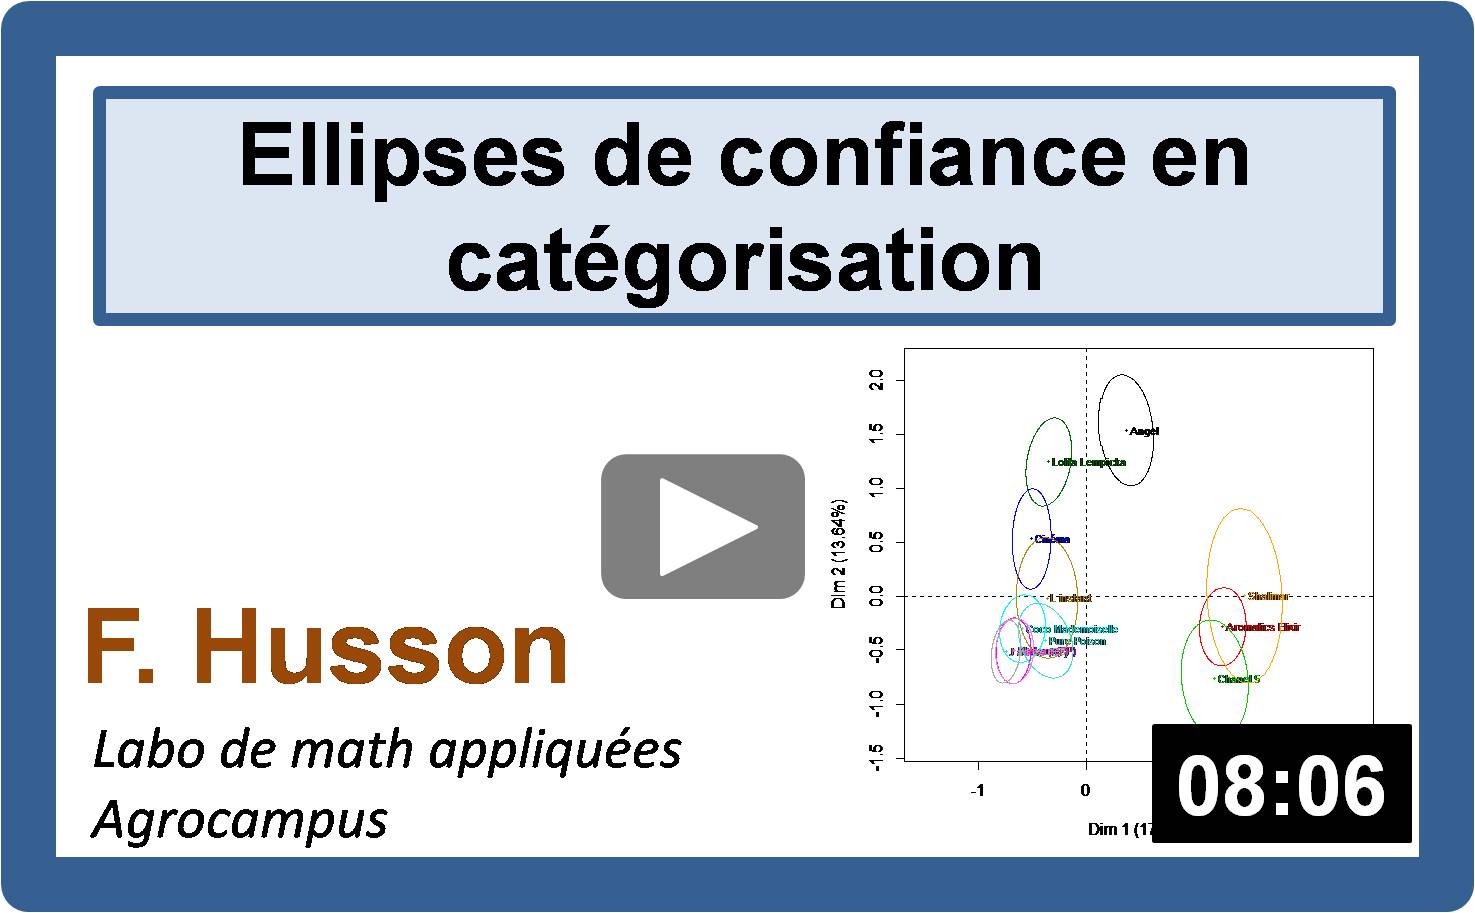 Ellipses de confiance en
catégorisation
F. Husson
Labo de math appliquées
Agrocampus
2.0
1.5
1.0
0.5
0.0
-0.5
-1.0
-1.5
Dim 2 (13.64%)
Angel
Lolita Lempicka
Cinéma
L'instant
Coco Mademoiselle
Pure Poison
Shalimar
Aromatics Elixir
Chanel 5
-1
0
Dim 1 (17
08:06